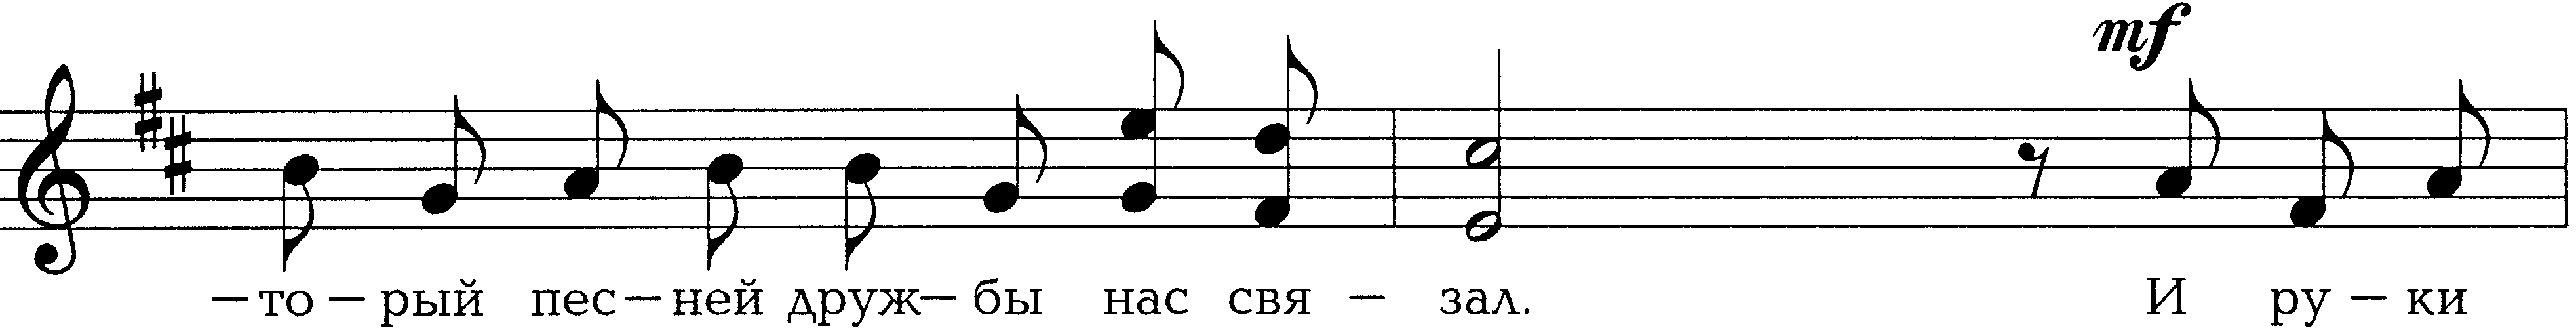 mf
–то–рый пес–ней друж–бы нас свя – зал. И ру–ки